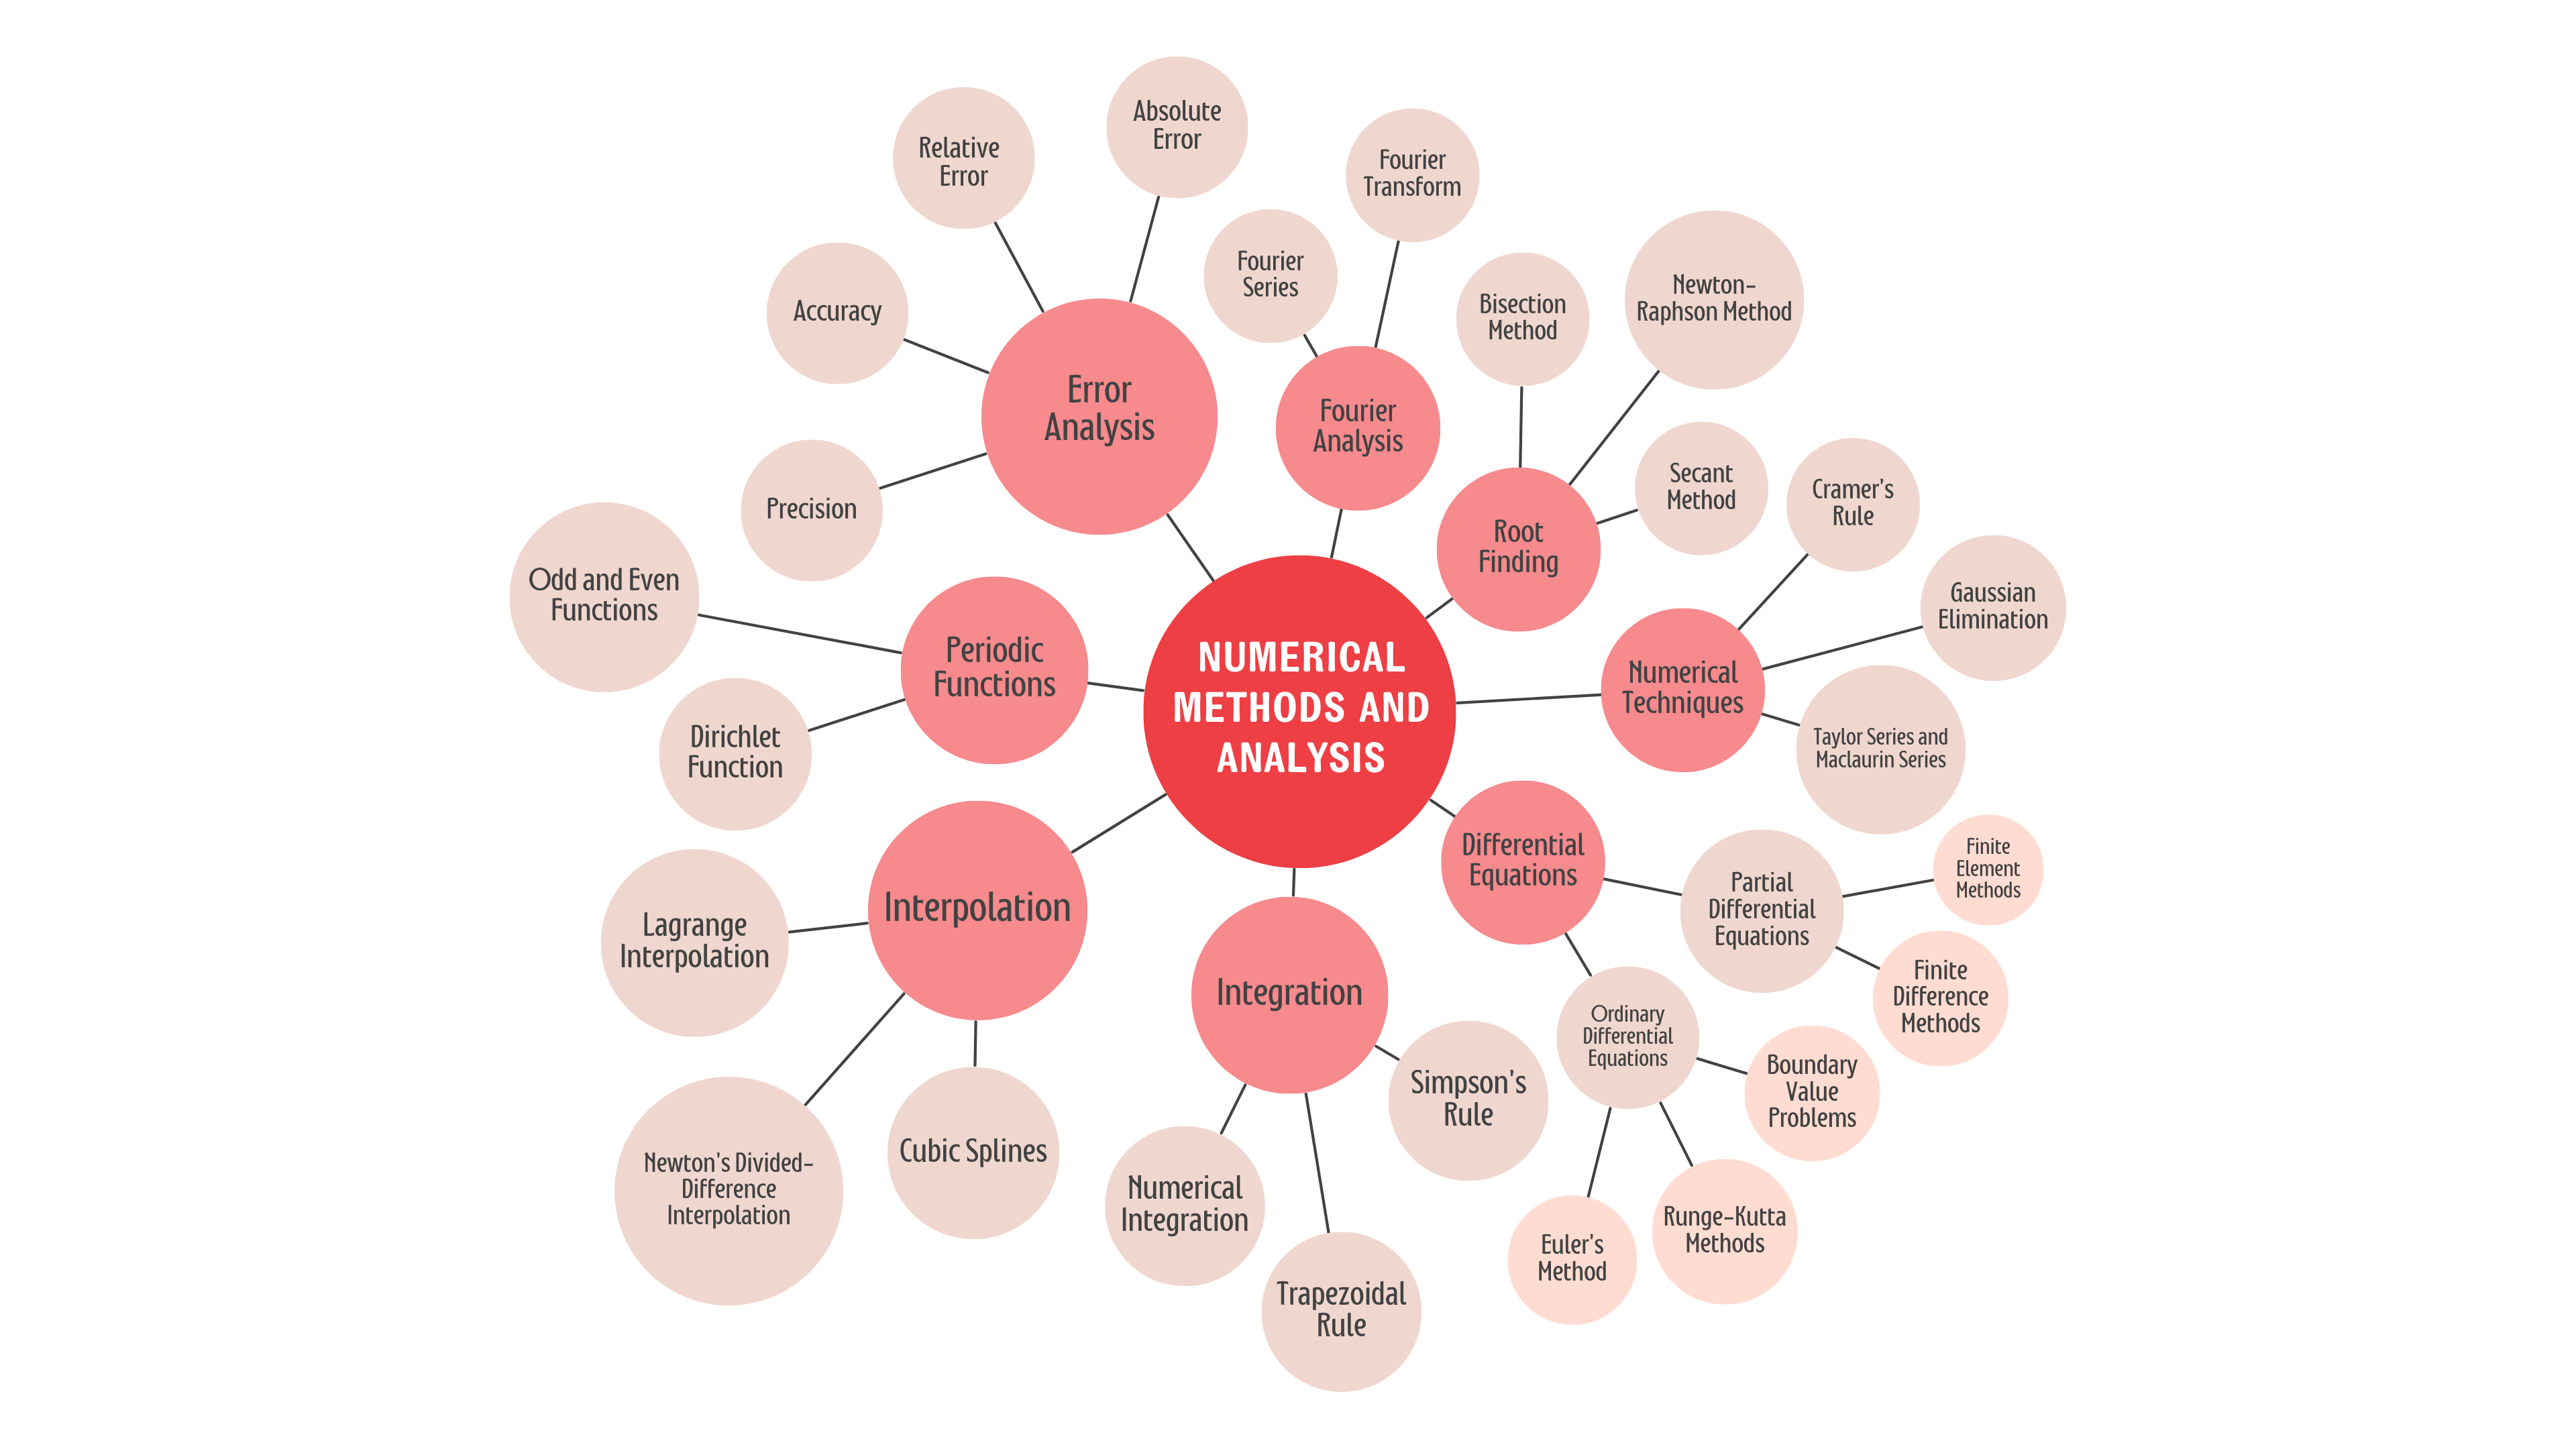 Absolute
Error
Relative
Error
Fourier
Transform
Fourier
Series
Accuracy
Bisection
Method
Newton-
Raphson Method
Error
Analysis
Fourier
Analysis
Precision
Secant
Method
Cramer's
Rule
Root
Finding
Gaussian
Elimination
Odd and Even
Functions
Periodic
Functions
NUMERICAL
METHODS AND
ANALYSIS
Numerical
Techniques
Dirichlet
Function
Taylor Series and
Maclaurin Series
Differential
Equations
Finite
Element
Methods
Partial
Differential
Equations
Interpolation
Lagrange
Interpolation
Integration
Finite
Difference
Methods
Ordinary
Differential
Equations
Boundary
Value
Problems
Simpson's
Rule
Cubic Splines
Newton's Divided-
Difference
Interpolation
Numerical
Integration
Runge-Kutta
Methods
Euler's
Method
Trapezoidal
Rule